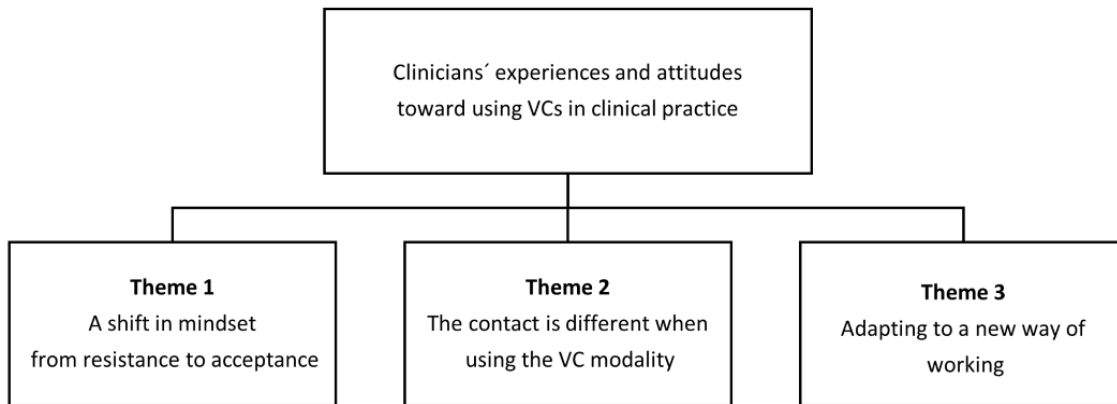 Clinicians´ experiences and attitudes
toward using VCs in clinical practice
Theme 1
A shift in mindset
from resistance to acceptance
Theme 2
The contact is different when
using the VC modality
Theme 3
Adapting to a new way of
working